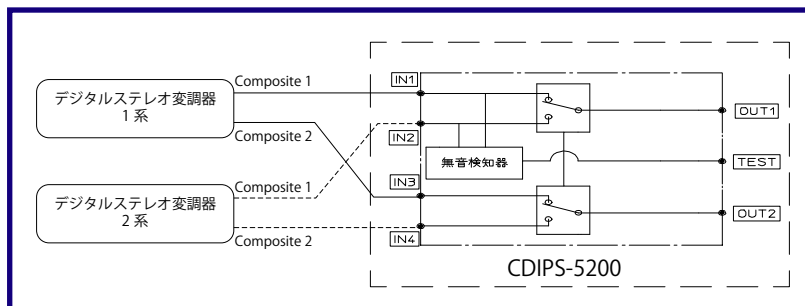 デジタルステレオ変調器
1 系
Composite 1
Composite 2
デジタルステレオ変調器
2 系
Composite 1
Composite 2
IN1
IN2
IN3
IN4
無音検知器
OUT1
TEST
OUT2
CDIPS-5200